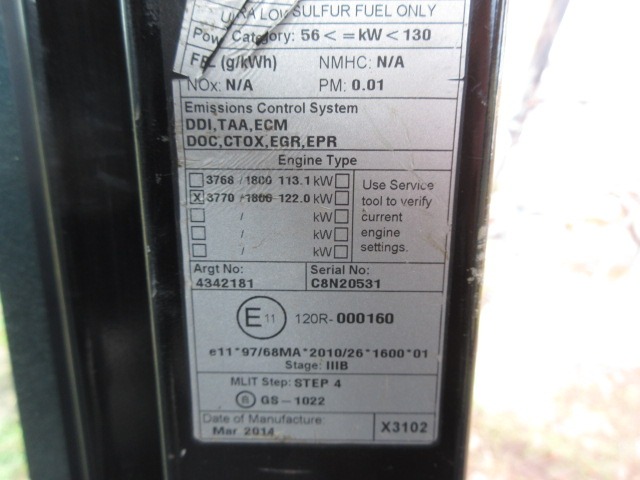 ULTRA LOW SULFUR FUEL ONLY
Power Category: 56 < = kW < 130
FEL (g/kWh) NMHC: N/A
NOx: N/A PM: 0.01
Emissions Control System
DDI,TAA,ECM
DOC,CTOX,EGR,EPR
Engine Type
3768 / 1800 113.1 kW
X 3770 / 1800 122.0 kW
/ kW
/ kW
/ kW
Use Service
tool to verify
current
engine
settings.
Argt No: Serial No:
4342181 C8N20531
E 11 120R-000160
e11*97/68MA*2010/26*1600*01
Stage: IIIB
MLIT Step: STEP 4
GS-1022
Date of Manufacture:
Mar 2014 X3102